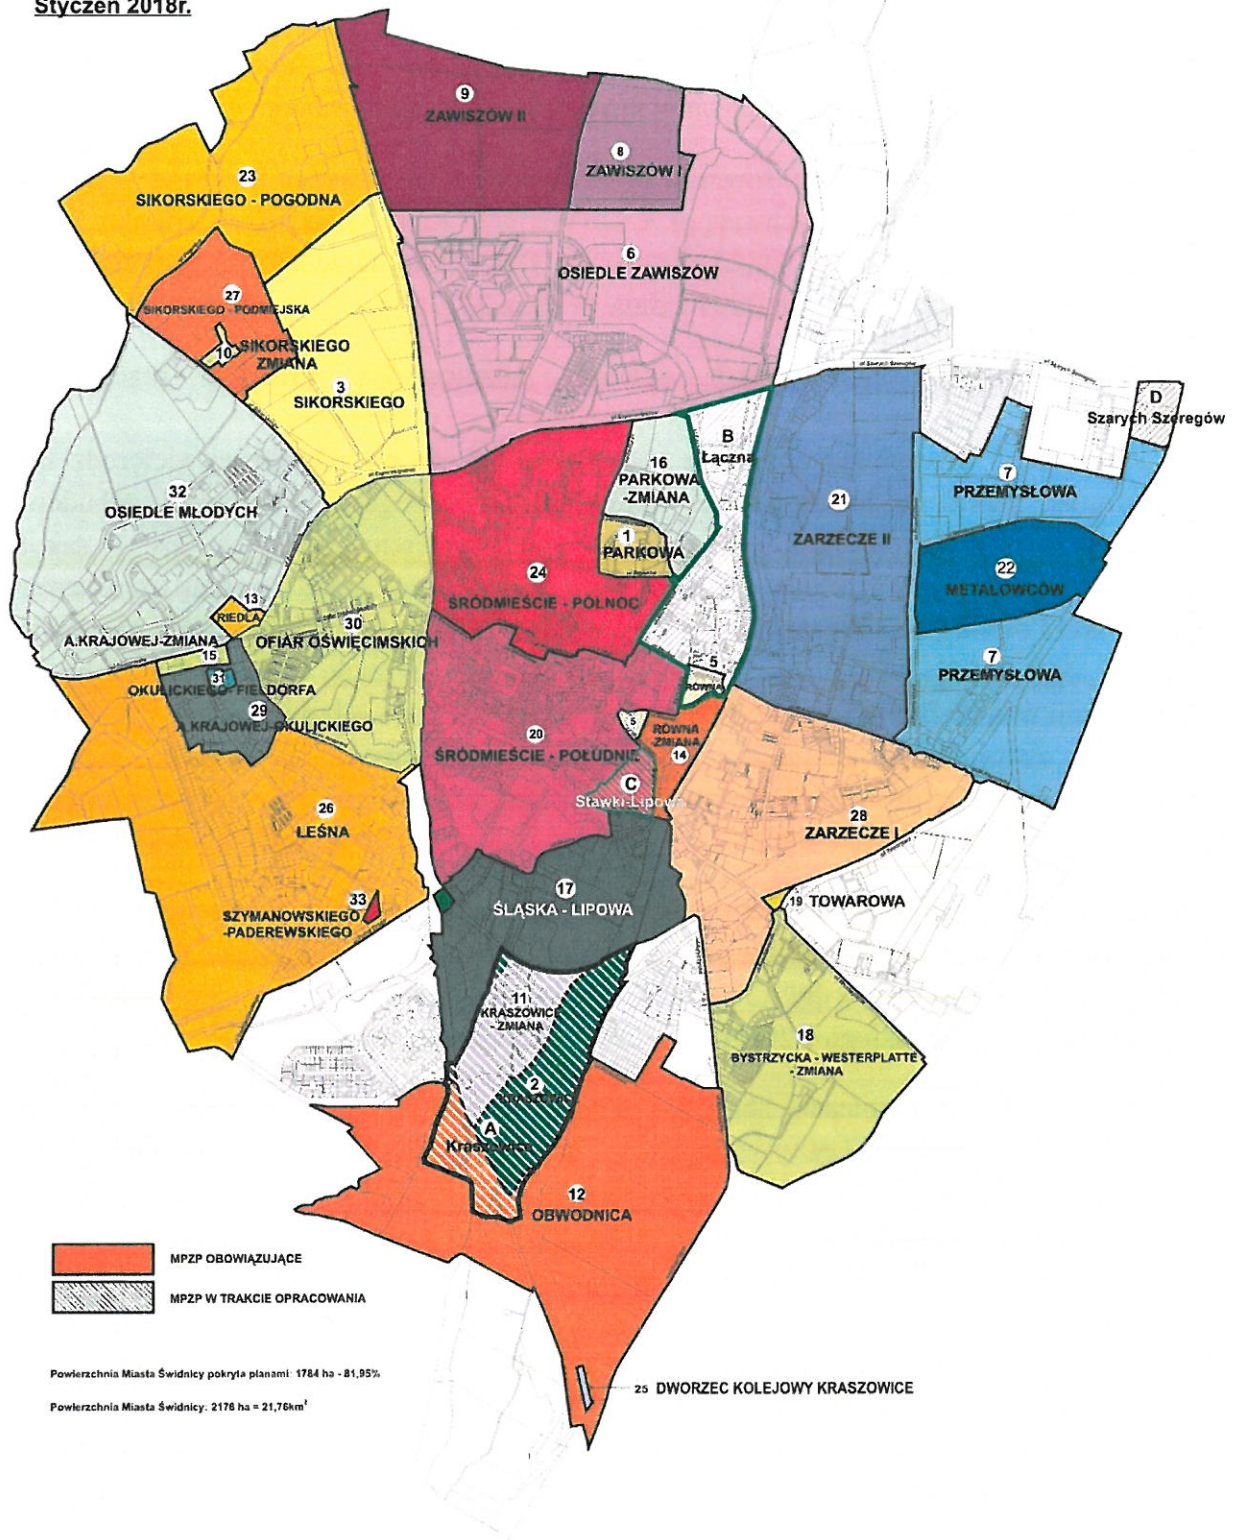 Styczeń 2018r.
9
ZAWISZÓW II
8
ZAWISZÓW I
23
SIKORSKIEGO - POGODNA
6
OSIEDLE ZAWISZÓW
27
SIKORSKIEGO - PODMIEJSKA
10
SIKORSKIEGO
ZMIANA
3
SIKORSKIEGO
D
Szarych Szeregów
B
Łączna
16
PARKOWA
-ZMIANA
7
PRZEMYSŁOWA
32
OSIEDLE MŁODYCH
21
ZARZECZE II
1
PARKOWA
24
ŚRÓDMIEŚCIE - PÓŁNOC
22
METALOWCÓW
13
RIEDLA
30
OFIAR OŚWIĘCIMSKICH
A.KRAJOWEJ-ZMIANA
15
7
PRZEMYSŁOWA
5
RÓWNA
31
OKULICKIEGO-FIELDORFA
29
A.KRAJOWEJ-OKULICKIEGO
5
RÓWNA
-ZMIANA
14
20
ŚRÓDMIEŚCIE - POŁUDNIE
C
Stawki-Lipowa
26
LEŚNA
28
ZARZECZE I
17
ŚLĄSKA - LIPOWA
33
SZYMANOWSKIEGO
-PADEREWSKIEGO
19 TOWAROWA
11
KRASZOWICE
- ZMIANA
18
BYSTRZYCKA - WESTERPLATTE
- ZMIANA
2
KRASZOWICE
A
Kraszowice
12
OBWODNICA
MPZP OBOWIĄZUJĄCE
MPZP W TRAKCIE OPRACOWANIA
Powierzchnia Miasta Świdnicy pokryta planami: 1784 ha - 81,95%
25 DWORZEC KOLEJOWY KRASZOWICE
Powierzchnia Miasta Świdnicy: 2176 ha = 21,76km²